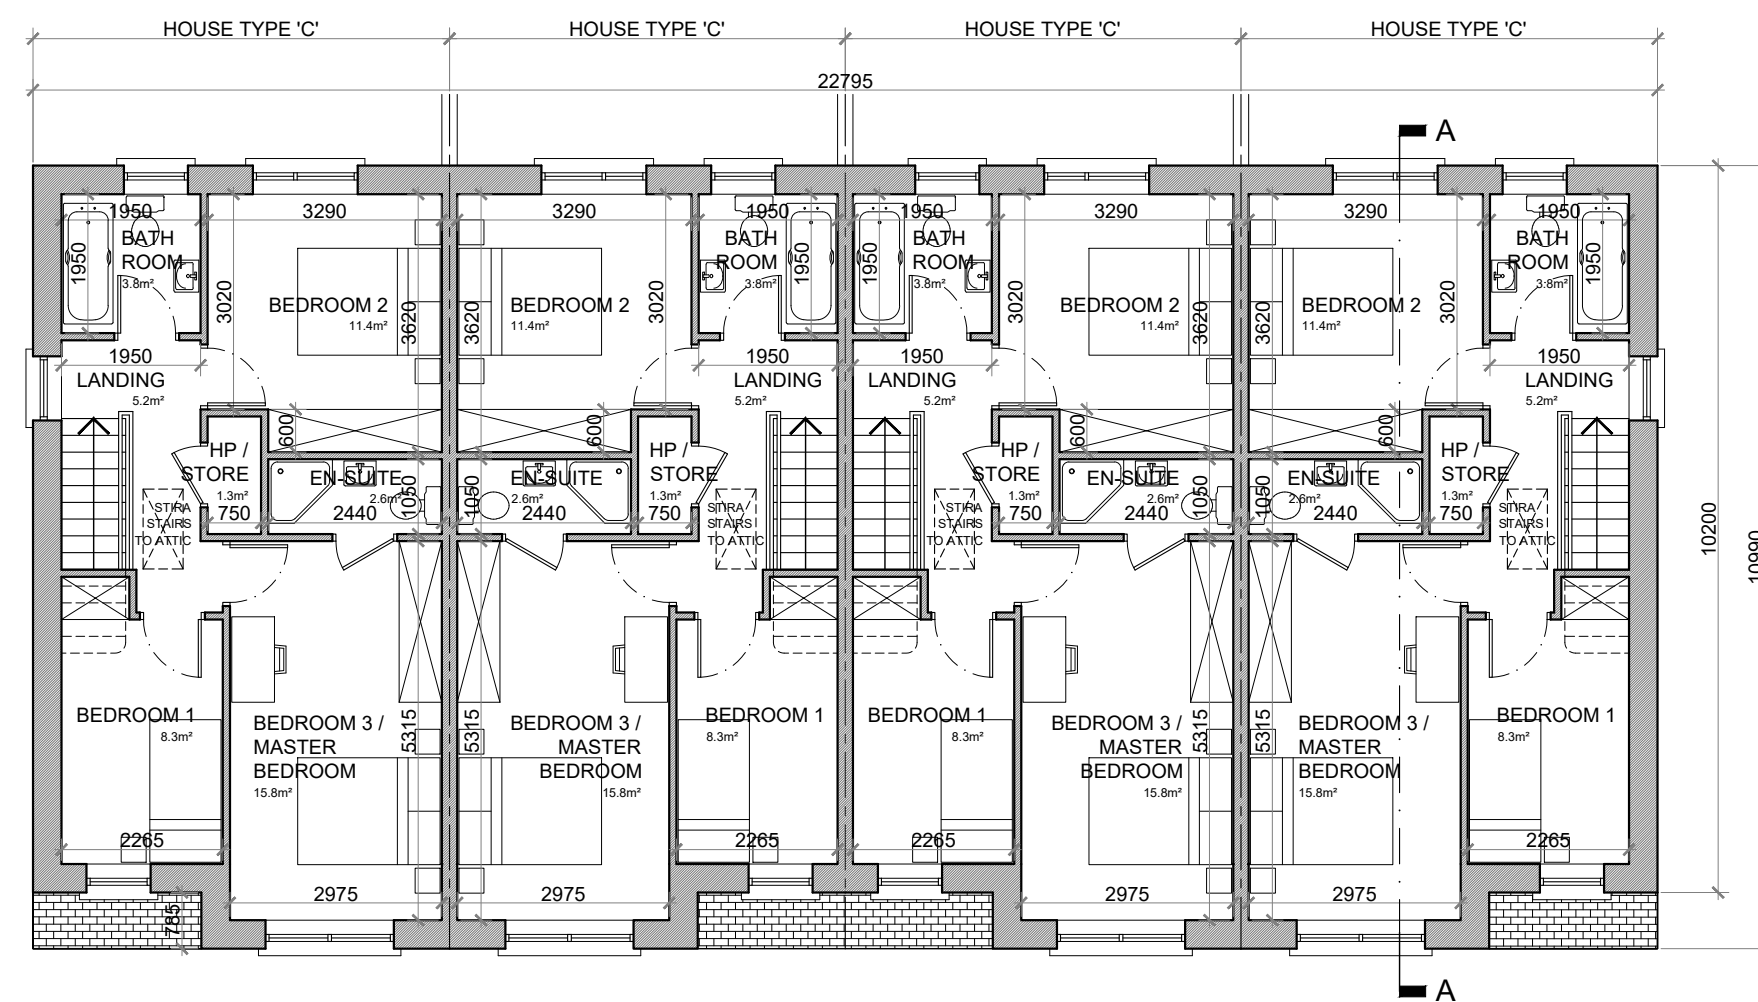 HOUSE TYPE 'C' HOUSE TYPE 'C' HOUSE TYPE 'C' HOUSE TYPE 'C'
22795
A
1950 3290 3290 1950 1950 3290 3290 1950
BATH BATH BATH BATH
ROOM ROOM ROOM ROOM
1950 1950 1950 1950
3.8m² 3.8m² 3.8m² 3.8m²
3020 3020 3020 3020
BEDROOM 2 BEDROOM 2 BEDROOM 2 BEDROOM 2
11.4m² 11.4m² 11.4m² 11.4m²
3620 3620 3620 3620
1950 1950 1950 1950
LANDING LANDING LANDING LANDING
5.2m² 5.2m² 5.2m² 5.2m²
600 600 600 600
HP / HP / HP / HP /
STORE STORE STORE STORE
EN-SUITE EN-SUITE EN-SUITE EN-SUITE
1.3m² 2.6m² 2.6m² 1.3m² 1.3m² 2.6m² 2.6m² 1.3m²
1050 1050 1050 1050
750 2440 2440 750 750 2440 2440 750
STIRA STIRA STIRA STIRA
STAIRS STAIRS STAIRS STAIRS
TO ATTIC TO ATTIC TO ATTIC TO ATTIC
10200
10990
BEDROOM 1 BEDROOM 1 BEDROOM 1 BEDROOM 1
8.3m² 8.3m² 8.3m² 8.3m²
BEDROOM 3 / BEDROOM 3 / BEDROOM 3 / BEDROOM 3 /
MASTER MASTER MASTER MASTER
BEDROOM BEDROOM BEDROOM BEDROOM
15.8m² 15.8m² 15.8m² 15.8m²
5315 5315 5315 5315
2265 2265 2265 2265
2975 2975 2975 2975
785
A